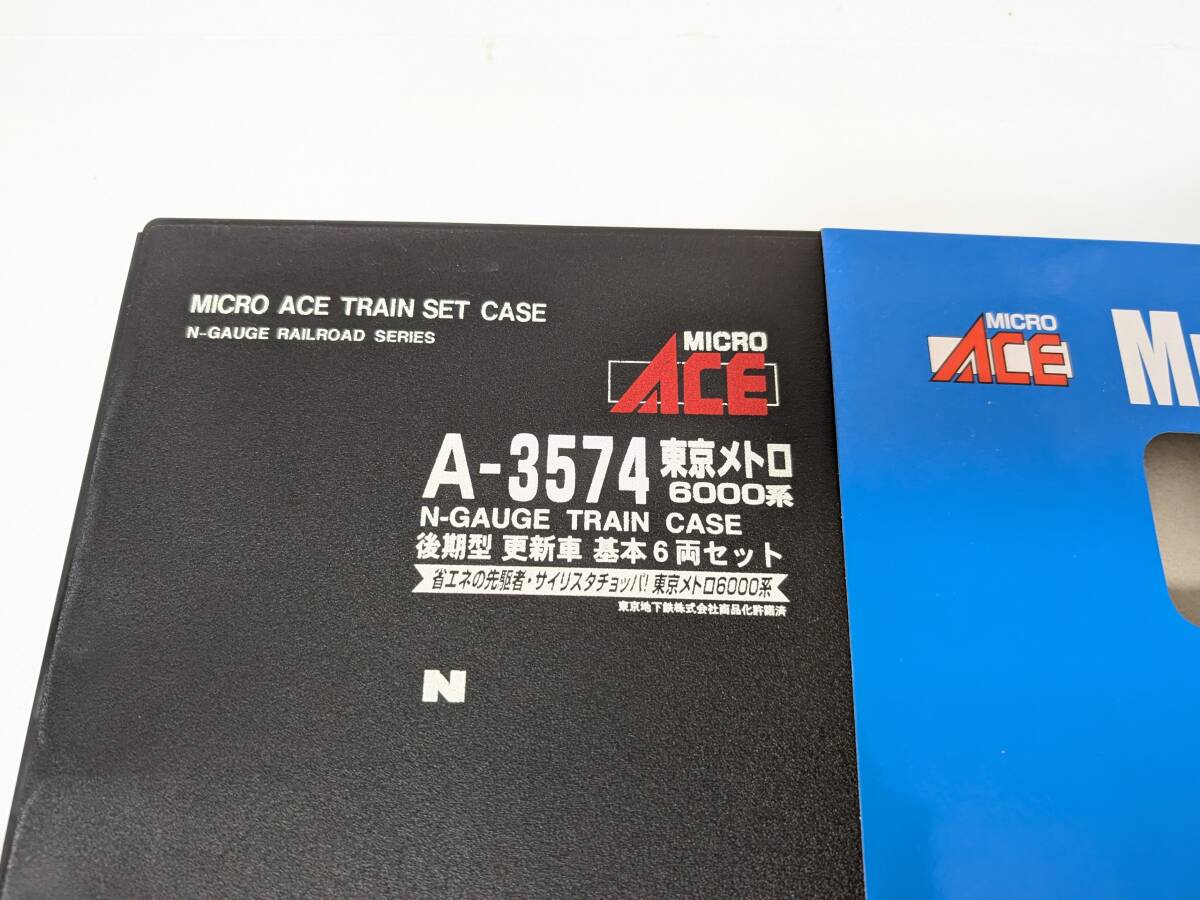 MICRO ACE TRAIN SET CASE
N-GAUGE RAILROAD SERIES
MICRO
ACE
A-3574 東京メトロ
6000系
N-GAUGE TRAIN CASE
後期型 更新車 基本6両セット
省エネの先駆者・サイリスタチョッパ! 東京メトロ6000系
東京地下鉄株式会社商品化許諾済
N
MICRO
ACE